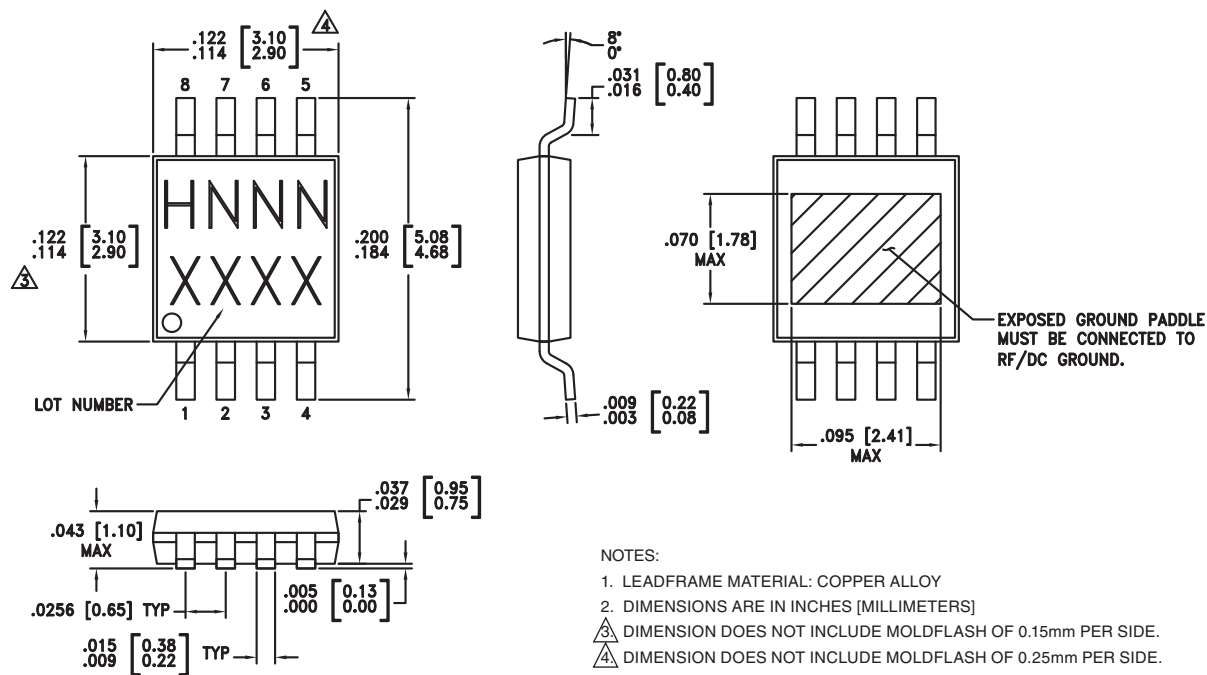 .122 [3.10]
.114 [2.90]
4
8 7 6 5
HNNN
XXXX
.122 [3.10]
.114 [2.90]
3
.200 [5.08]
.184 [4.68]
LOT NUMBER
1 2 3 4
8°
0°
.031 [0.80]
.016 [0.40]
.009 [0.22]
.003 [0.08]
.070 [1.78]
MAX
EXPOSED GROUND PADDLE
MUST BE CONNECTED TO
RF/DC GROUND.
.095 [2.41]
MAX
.037 [0.95]
.029 [0.75]
.043 [1.10]
MAX
.005 [0.13]
.000 [0.00]
.0256 [0.65] TYP
.015 [0.38]
.009 [0.22]
TYP
NOTES:
1. LEADFRAME MATERIAL: COPPER ALLOY
2. DIMENSIONS ARE IN INCHES [MILLIMETERS]
3. DIMENSION DOES NOT INCLUDE MOLDFLASH OF 0.15mm PER SIDE.
4. DIMENSION DOES NOT INCLUDE MOLDFLASH OF 0.25mm PER SIDE.